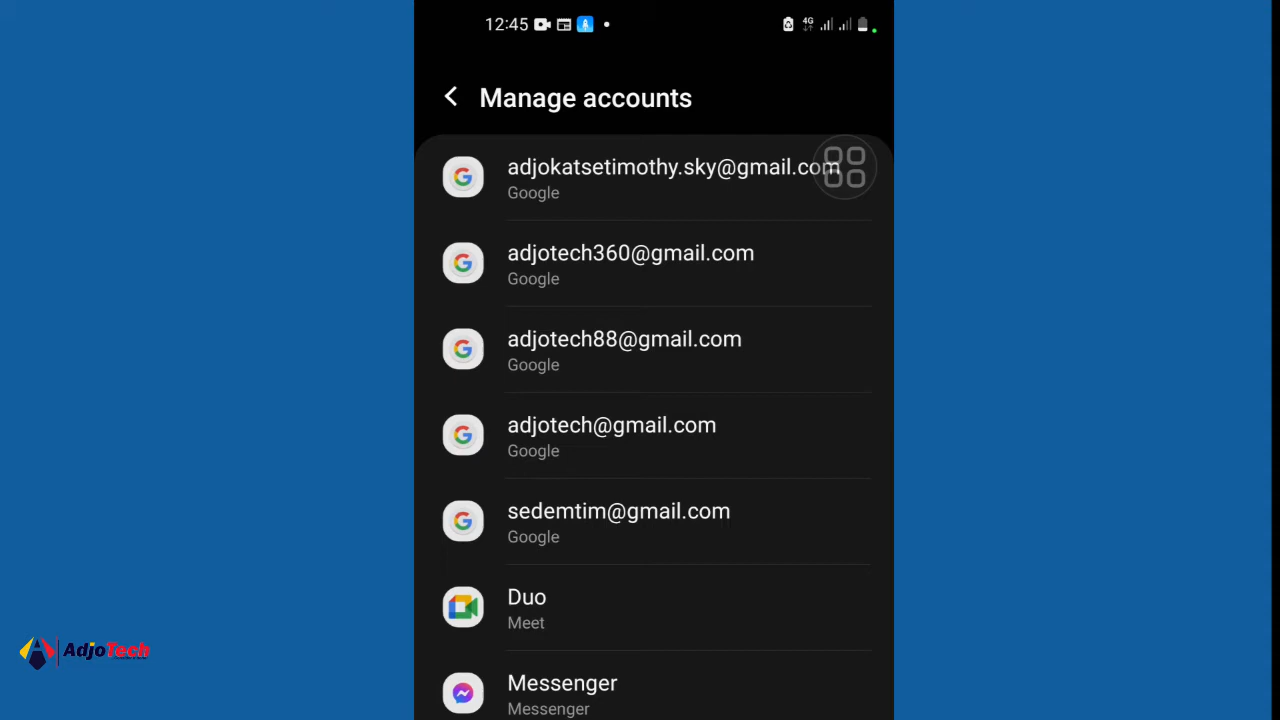 12:45
4G
Manage accounts
adjokatsetimothy.sky@gmail.com
Google
adjotech360@gmail.com
Google
adjotech88@gmail.com
Google
adjotech@gmail.com
Google
sedemtim@gmail.com
Google
Duo
Meet
Messenger
Messenger
AdjoTech